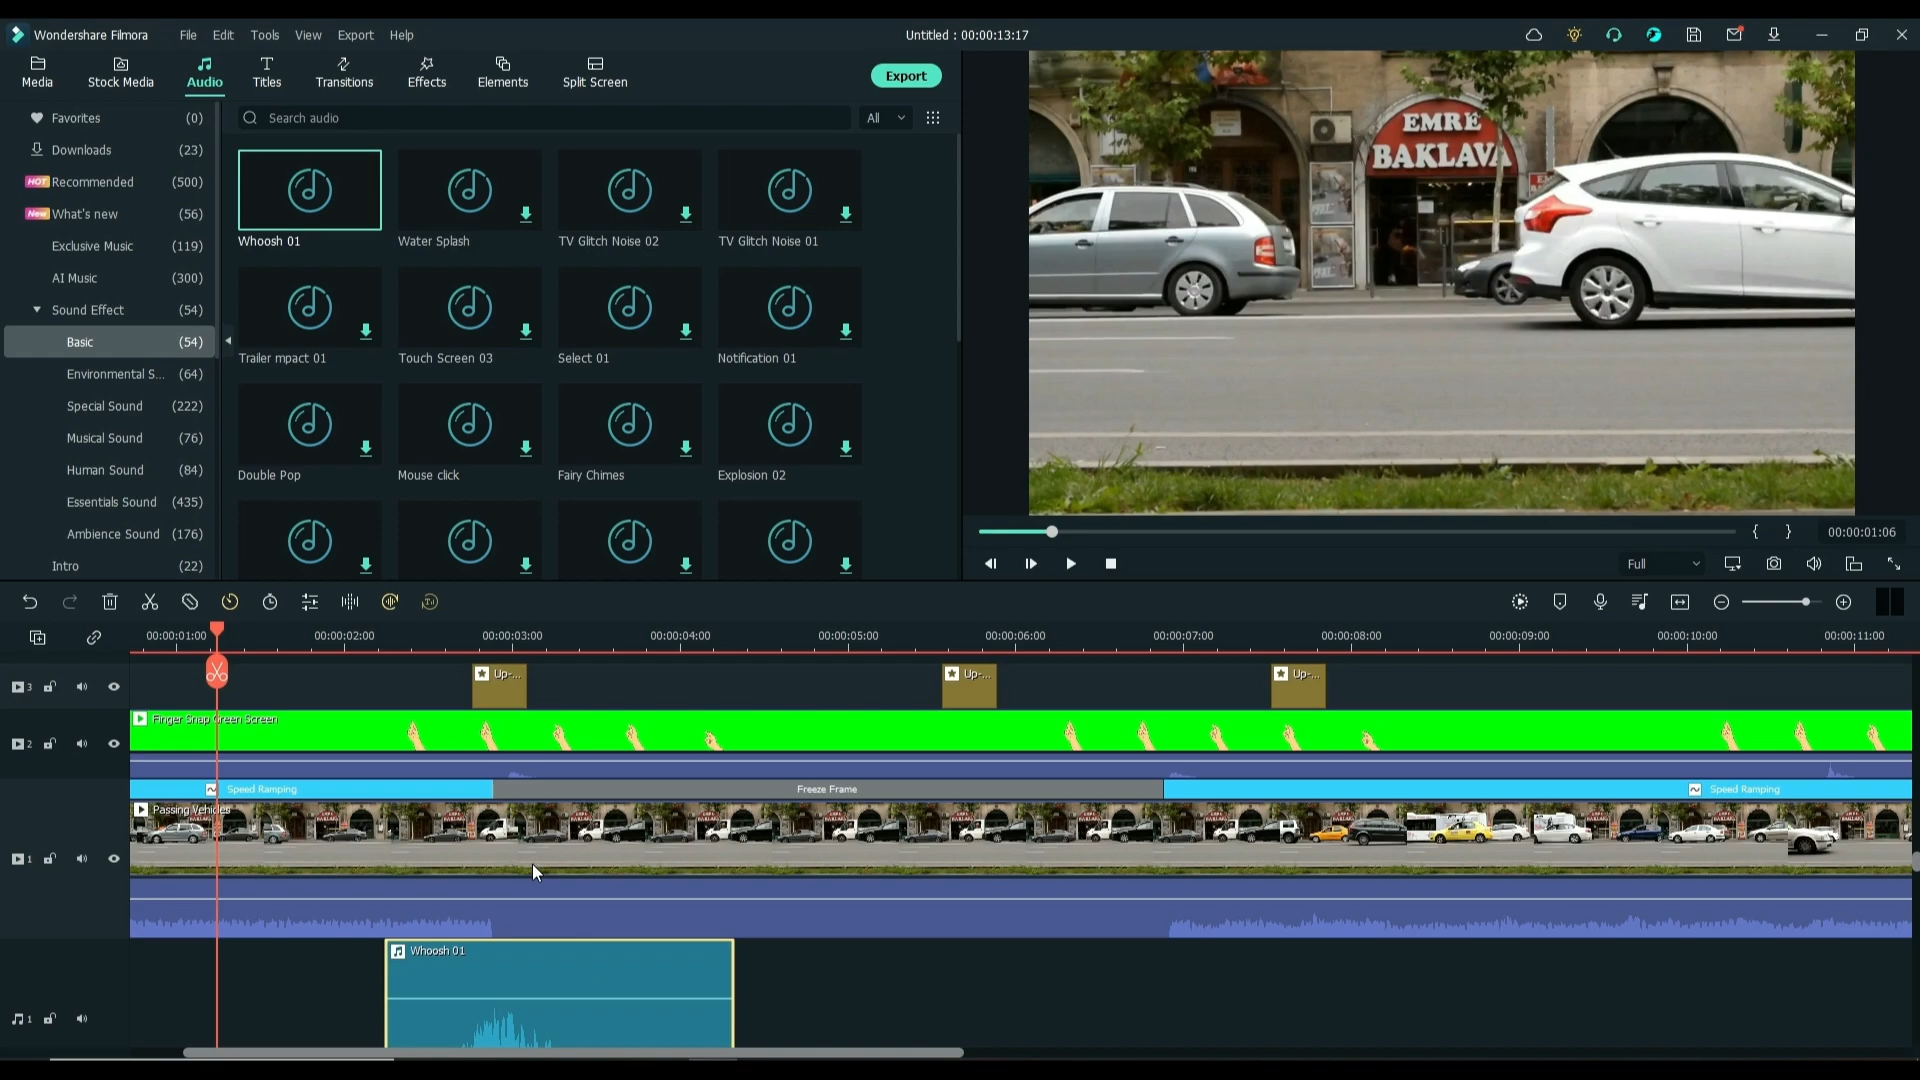 Wondershare Filmora
File Edit Tools View Export Help
Untitled : 00:00:13:17
Media
Stock Media
Audio
Titles
Transitions
Effects
Elements
Split Screen
Export
Favorites (0)
Downloads (23)
HOT Recommended (500)
New What's new (56)
Exclusive Music (119)
AI Music (300)
Sound Effect (54)
Basic (54)
Environmental S... (64)
Special Sound (222)
Musical Sound (76)
Human Sound (84)
Essentials Sound (435)
Ambience Sound (176)
Intro (22)
Search audio
All
Whoosh 01
Water Splash
TV Glitch Noise 02
TV Glitch Noise 01
Trailer mpact 01
Touch Screen 03
Select 01
Notification 01
Double Pop
Mouse click
Fairy Chimes
Explosion 02
EMRE
BAKLAVA
{ } 00:00:01:06
Full
00:00:01:00 00:00:02:00 00:00:03:00 00:00:04:00 00:00:05:00 00:00:06:00 00:00:07:00 00:00:08:00 00:00:09:00 00:00:10:00 00:00:11:00
3
Up-...
Up-...
Up-...
2
Finger Snap Green Screen
Speed Ramping
Freeze Frame
Speed Ramping
1
Passing Vehicles
Whoosh 01
1